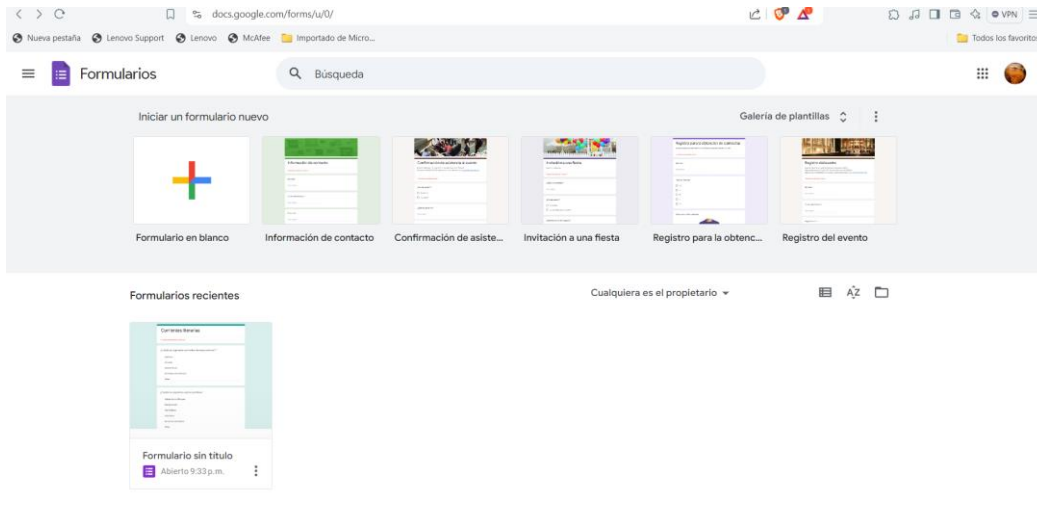 docs.google.com/forms/u/0/
VPN
Nueva pestaña Lenovo Support Lenovo McAfee Importado de Micro... Todos los favoritos
Formularios Búsqueda
Iniciar un formulario nuevo Galería de plantillas
Formulario en blanco Información de contacto Confirmación de asiste... Invitación a una fiesta Registro para la obtenc... Registro del evento
Formularios recientes Cualquiera es el propietario AZ
Corrientes literarias
Formulario sin título
Abierto 9:33 p.m.